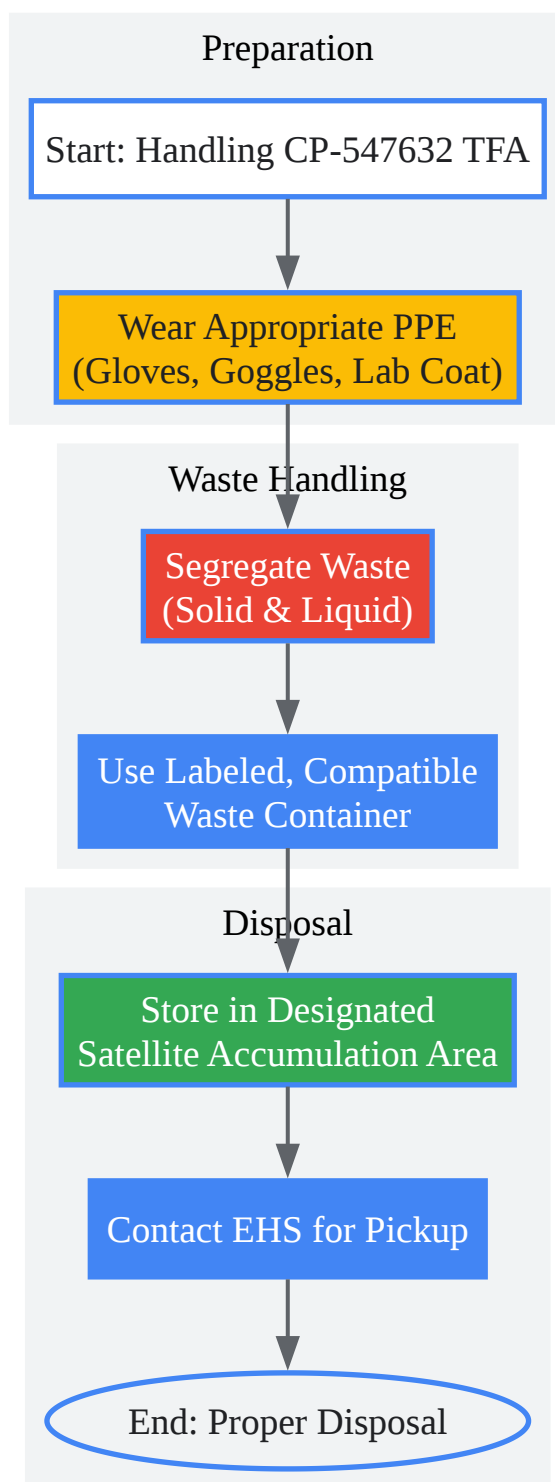 Preparation
Start: Handling CP-547632 TFA
Wear Appropriate PPE
(Gloves, Goggles, Lab Coat)
Waste Handling
Segregate Waste
(Solid & Liquid)
Use Labeled, Compatible
Waste Container
Disposal
Store in Designated
Satellite Accumulation Area
Contact EHS for Pickup
End: Proper Disposal